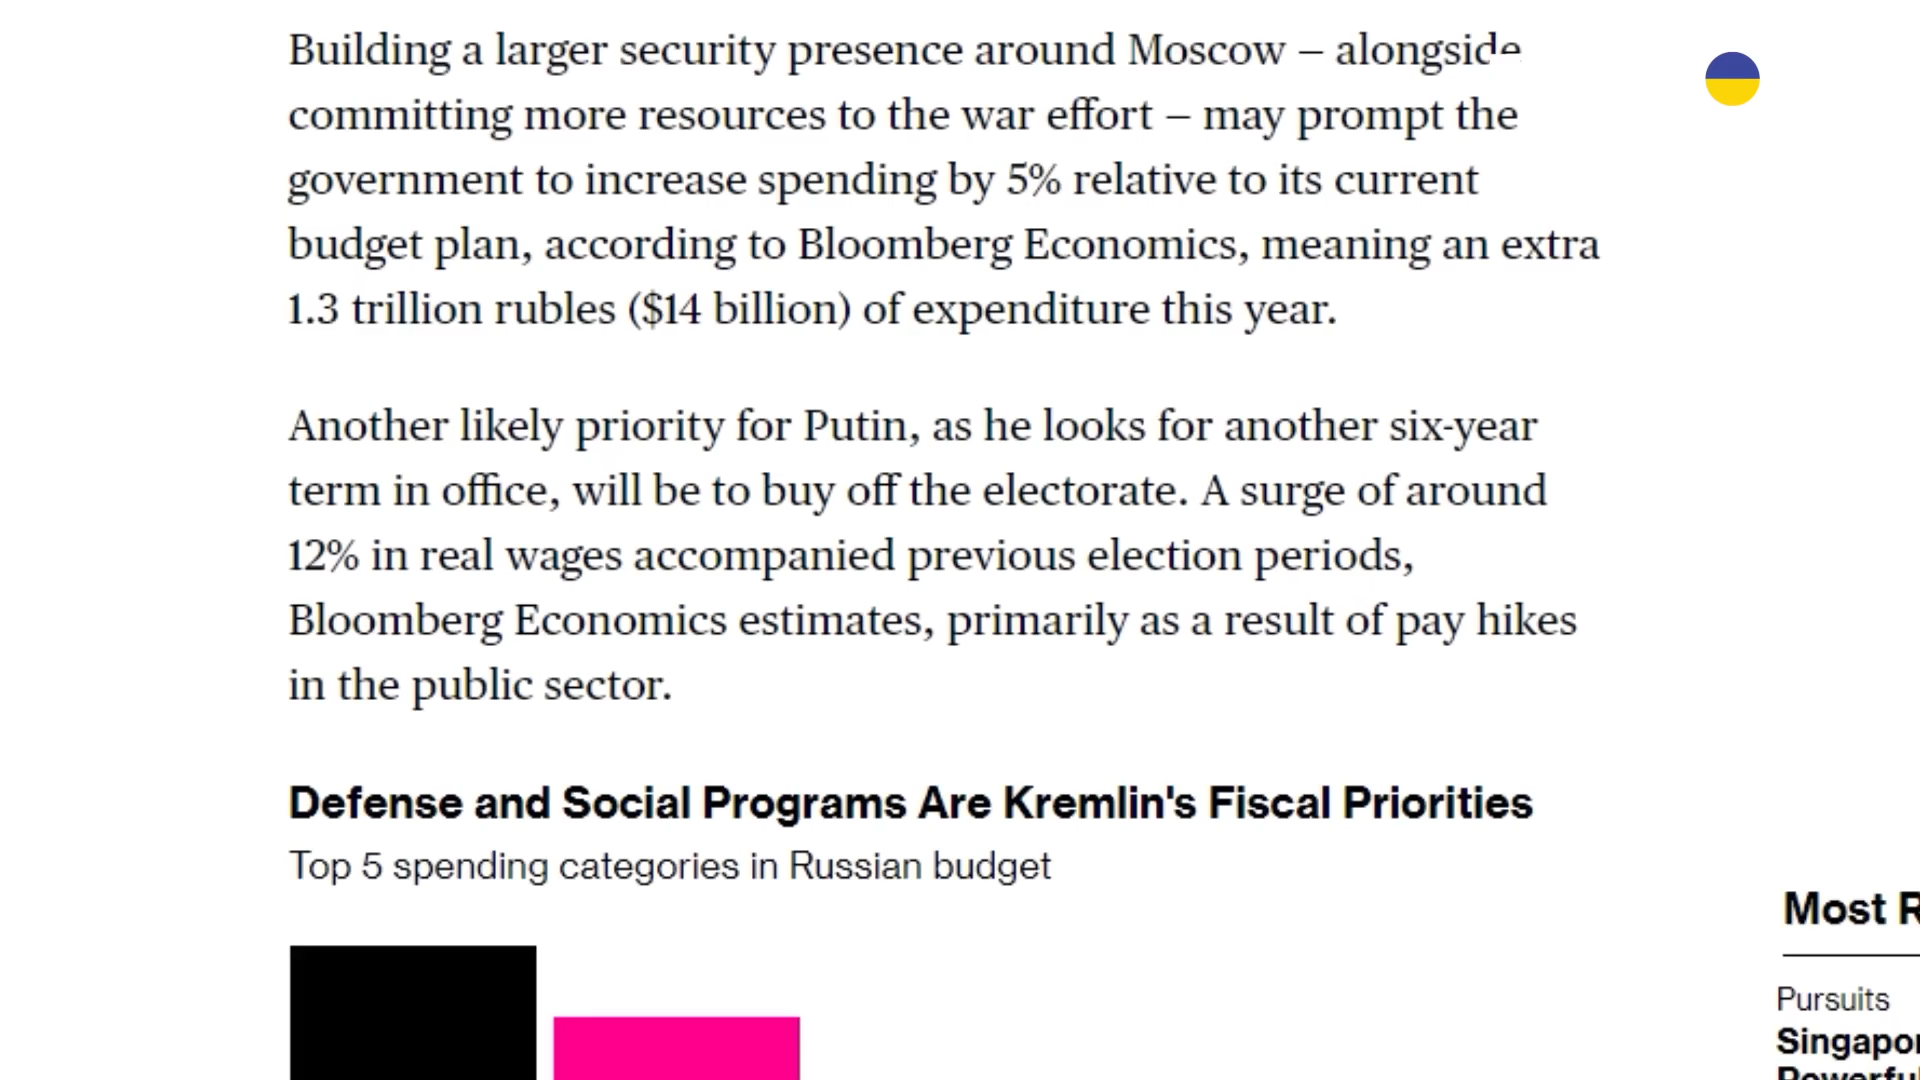 Building a larger security presence around Moscow – alongside
committing more resources to the war effort – may prompt the
government to increase spending by 5% relative to its current
budget plan, according to Bloomberg Economics, meaning an extra
1.3 trillion rubles ($14 billion) of expenditure this year.
Another likely priority for Putin, as he looks for another six-year
term in office, will be to buy off the electorate. A surge of around
12% in real wages accompanied previous election periods,
Bloomberg Economics estimates, primarily as a result of pay hikes
in the public sector.
Defense and Social Programs Are Kremlin's Fiscal Priorities
Top 5 spending categories in Russian budget
Most R
Pursuits
Singapor